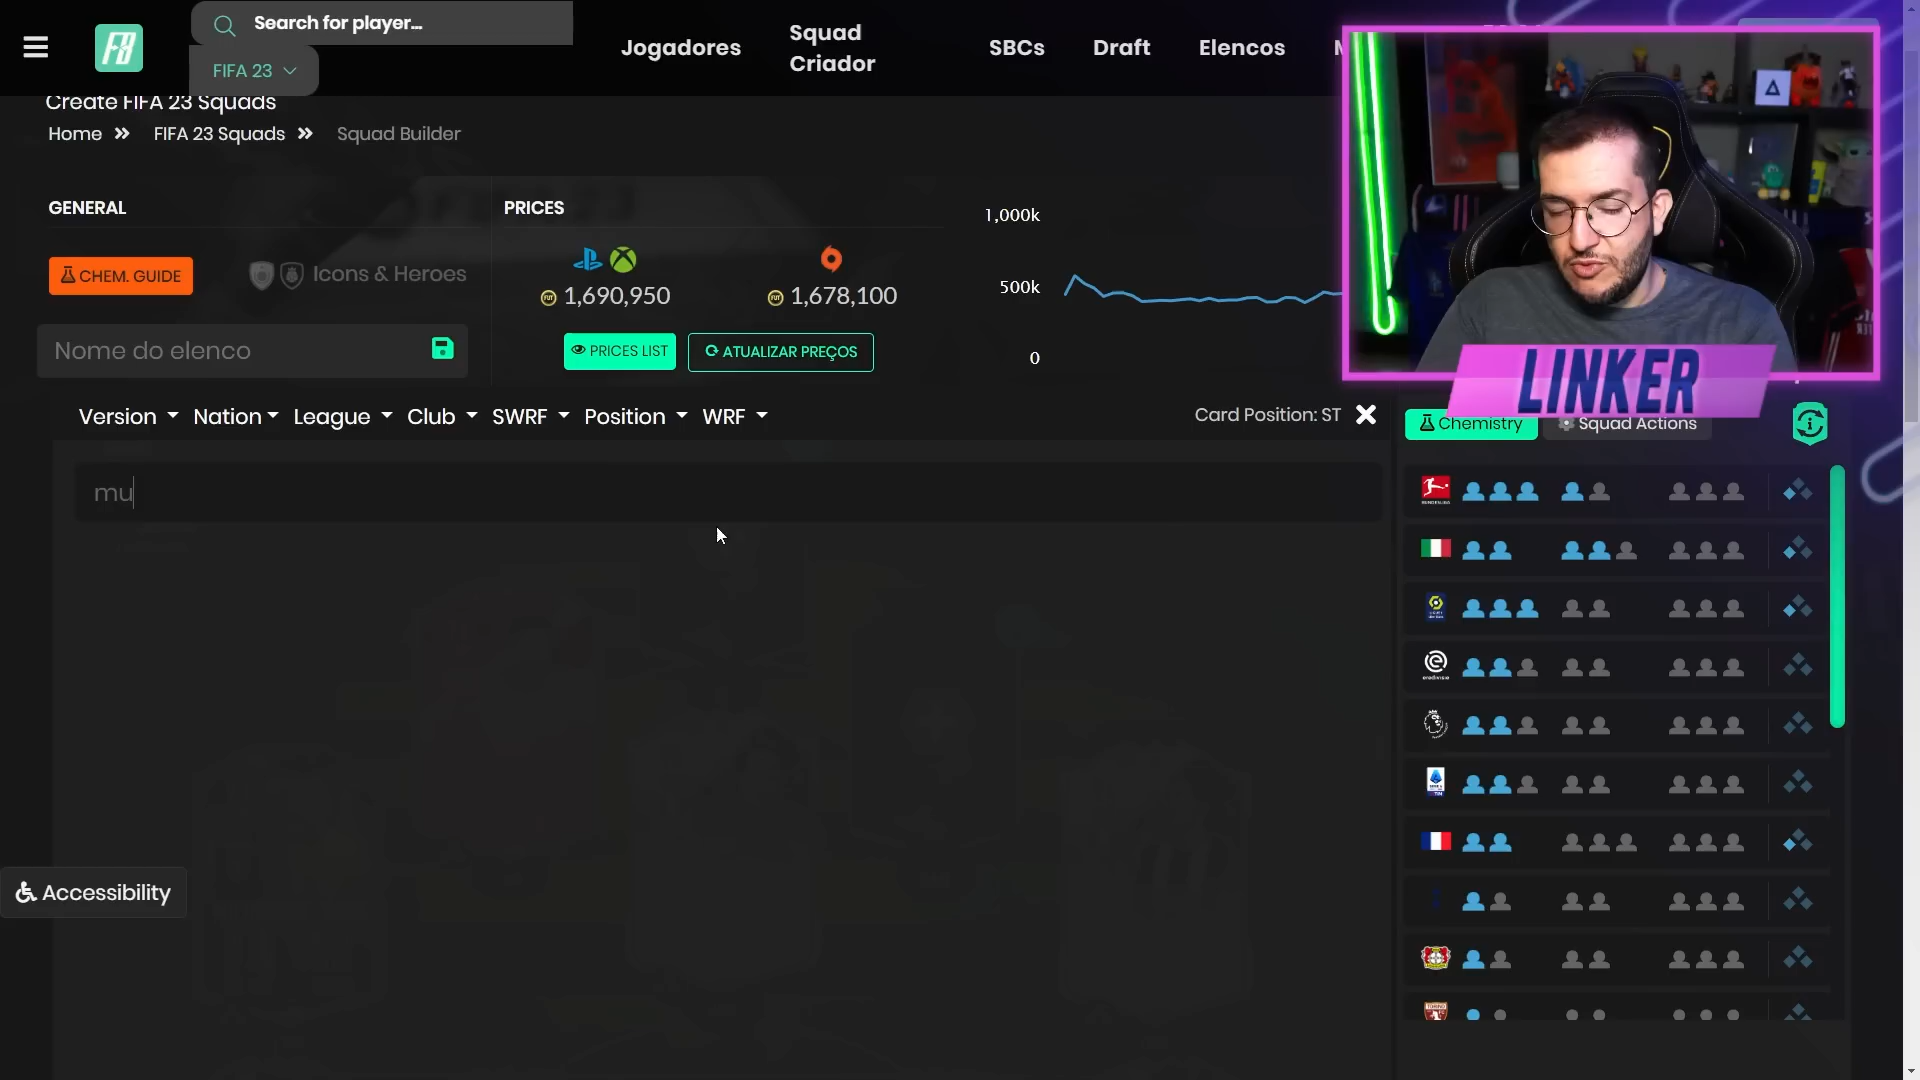 Search for player...
FIFA 23
Jogadores
Squad
Criador
SBCs
Draft
Elencos
Create FIFA 23 Squads
Home » FIFA 23 Squads » Squad Builder
GENERAL
PRICES
CHEM. GUIDE
Icons & Heroes
1,690,950
1,678,100
1,000k
500k
0
Nome do elenco
PRICES LIST
ATUALIZAR PREÇOS
LINKER
Version
Nation
League
Club
SWRF
Position
WRF
Card Position: ST
Chemistry
Squad Actions
mu
Accessibility